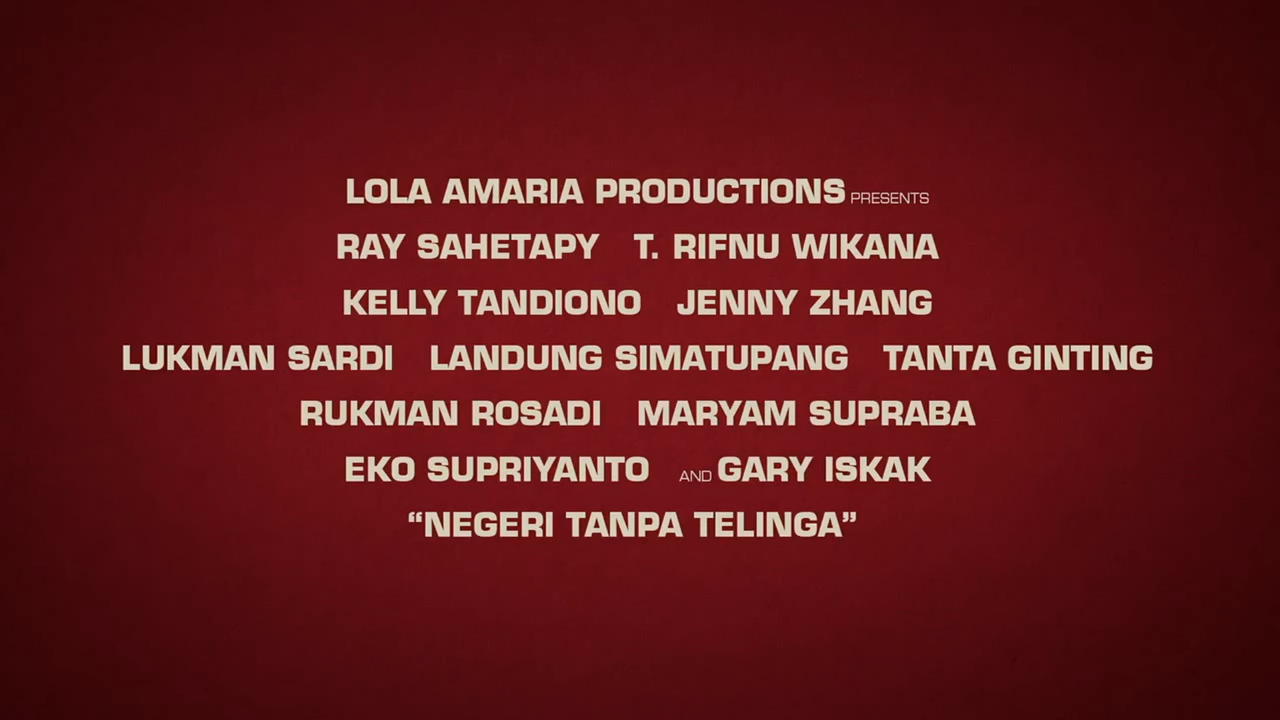 LOLA AMARIA PRODUCTIONS PRESENTS
RAY SAHETAPY T. RIFNU WIKANA
KELLY TANDIONO JENNY ZHANG
LUKMAN SARDI LANDUNG SIMATUPANG TANTA GINTING
RUKMAN ROSADI MARYAM SUPRABA
EKO SUPRIYANTO AND GARY ISKAK
“NEGERI TANPA TELINGA”